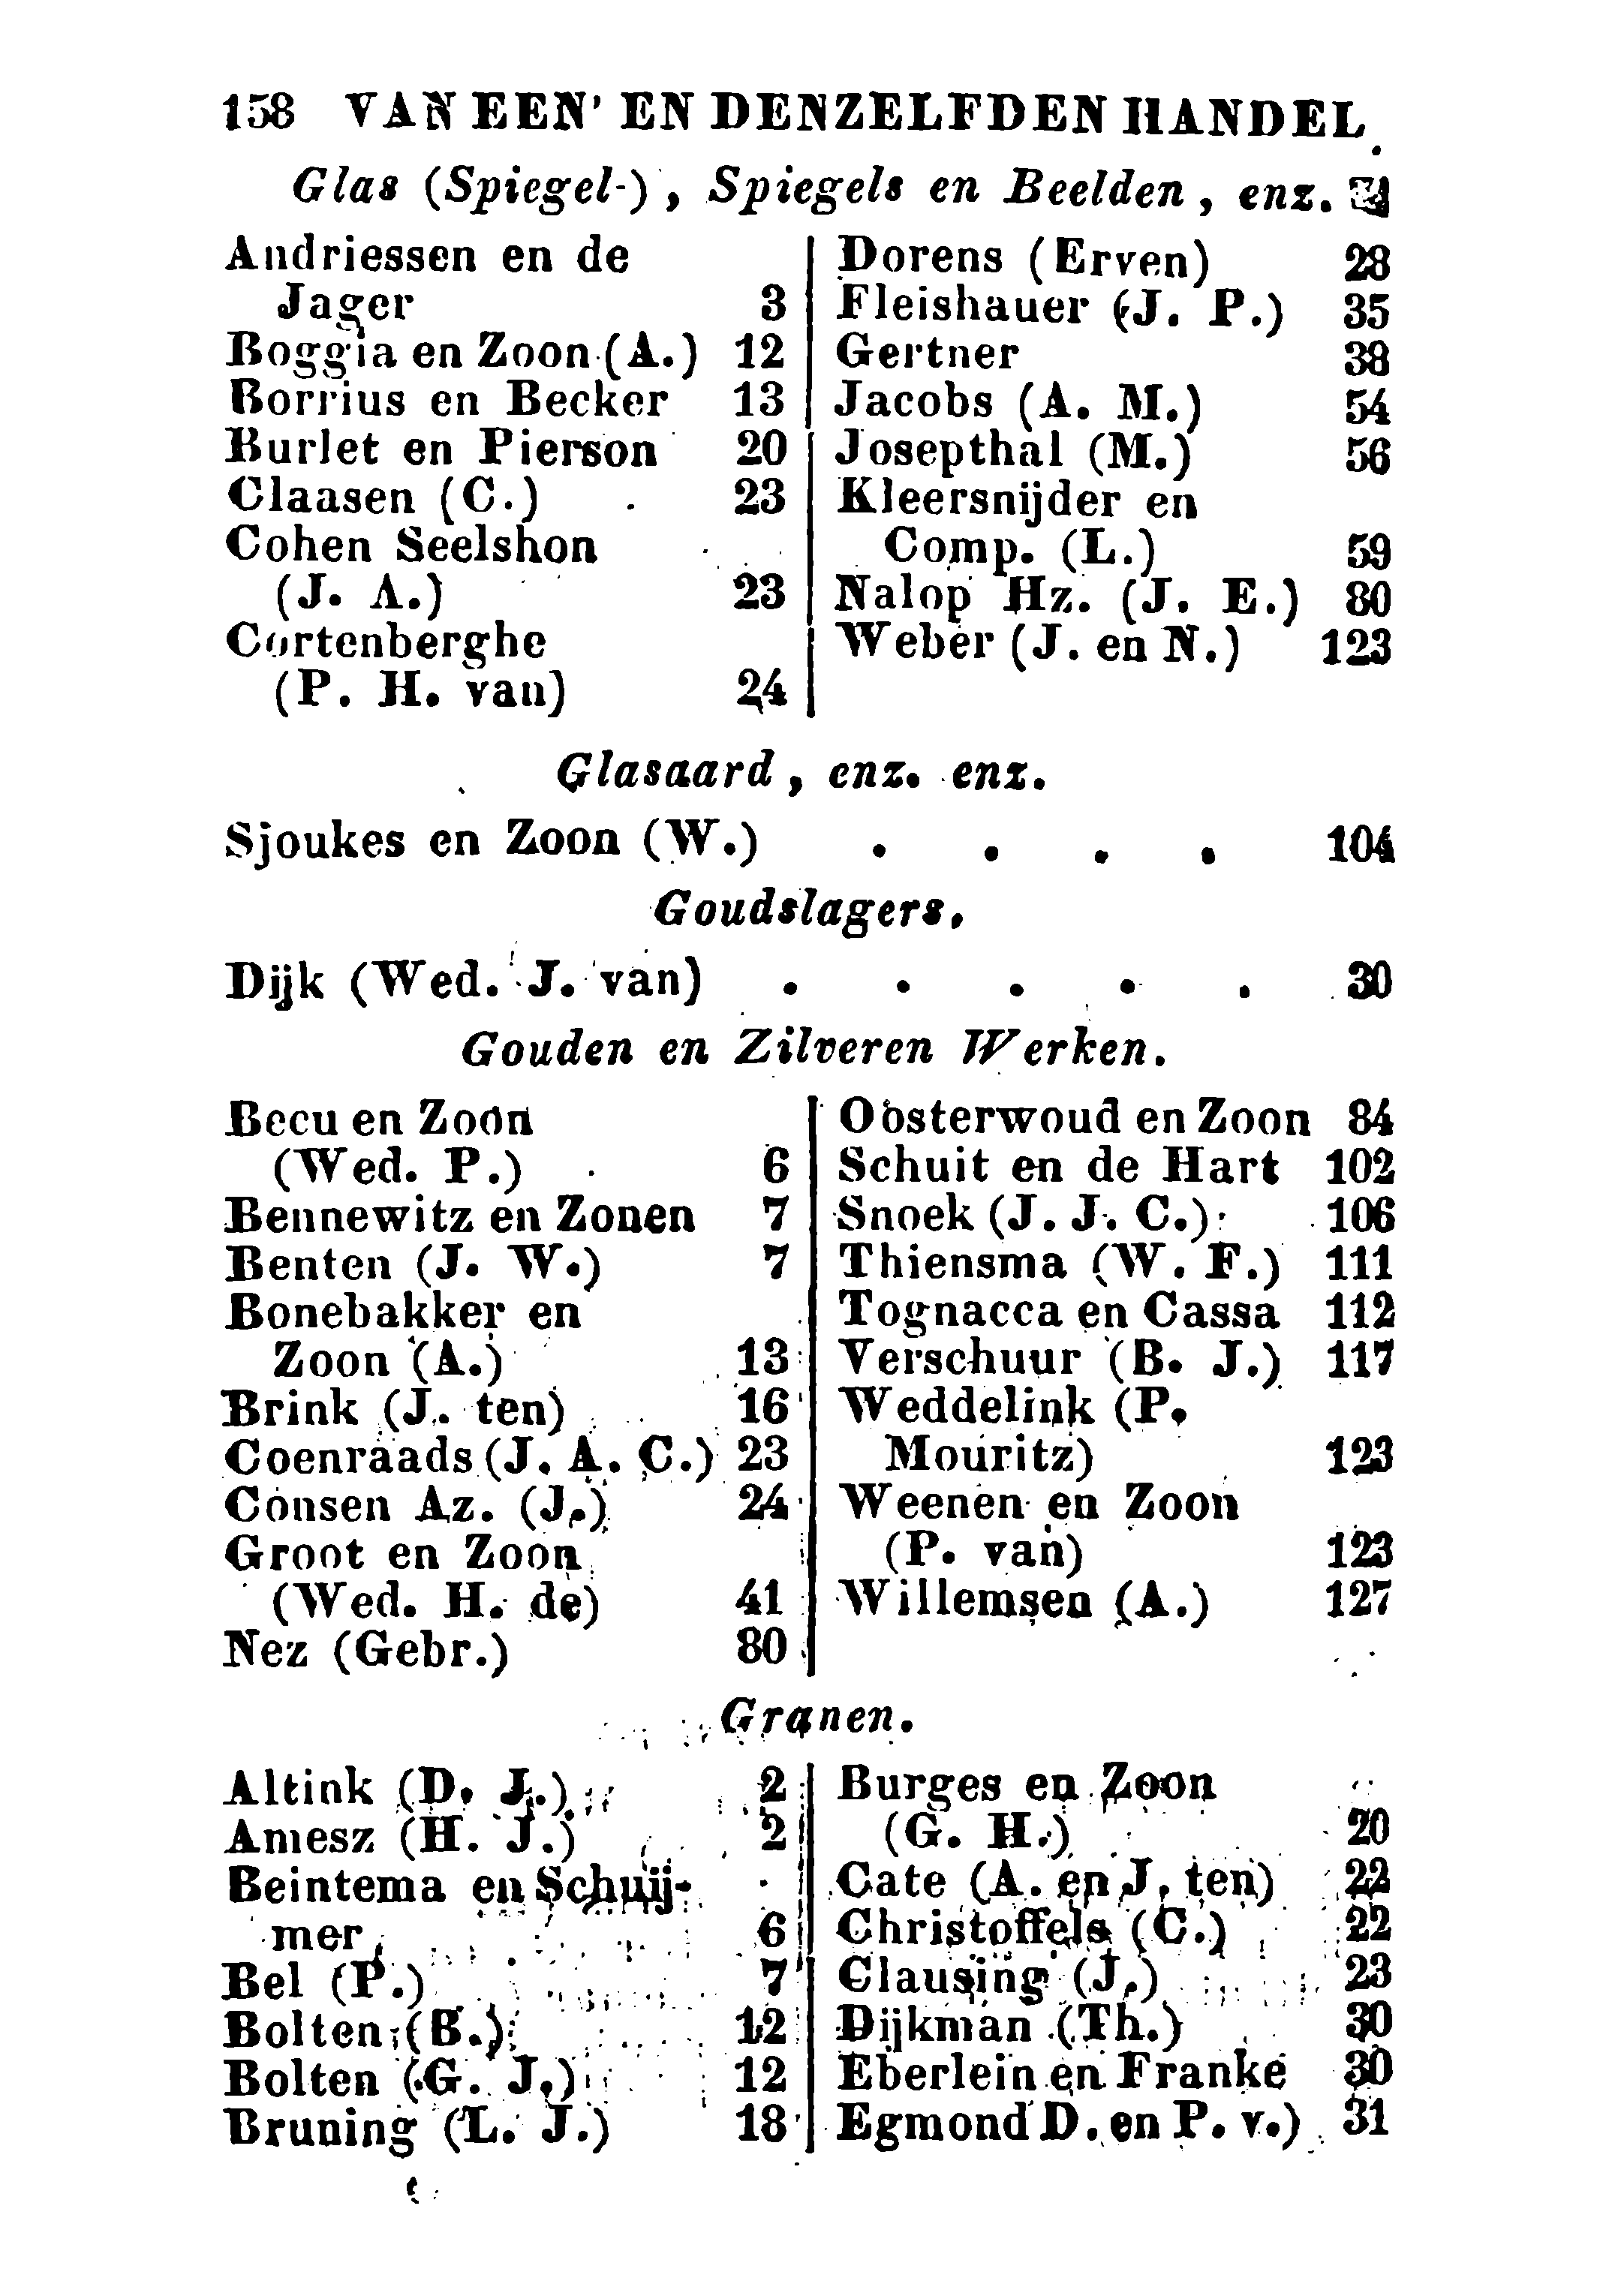 158 VAN EEN' EN DENZELFDEN HANDEL.
Glas (Spiegel-), Spiegels en Beelden, enz.
Andriessen en de
Jager 3
Boggia en Zoon (A.) 12
Borrius en Becker 13
Burlet en Pierson 20
Claasen (C.) 23
Cohen Seelshon
(J. A.) 23
Cortenberghe
(P. H. van) 24
Dorens (Erven) 28
Fleishauer (J. P.) 35
Gertner 38
Jacobs (A. M.) 54
Josepthal (M.) 56
Kleersnijder en
Comp. (L.) 59
Nalop Hz. (J. E.) 80
Weber (J. en N.) 123
Glasaard, enz. enz.
Sjoukes en Zoon (W.) . . . . 104
Goudslagers.
Dijk (Wed. J. van) . . . . . 30
Gouden en Zilveren Werken.
Becu en Zoon
(Wed. P.) 6
Bennewitz en Zonen 7
Benten (J. W.) 7
Bonebakker en
Zoon (A.) 13
Brink (J. ten) 16
Coenraads (J. A. C.) 23
Consen Az. (J.) 24
Groot en Zoon
(Wed. H. de) 41
Nez (Gebr.) 80
Oosterwoud en Zoon 84
Schuit en de Hart 102
Snoek (J. J. C.) 106
Thiensma (W. F.) 111
Tognacca en Cassa 112
Verschuur (B. J.) 117
Weddelink (P.
Mouritz) 123
Weenen en Zoon
(P. van) 123
Willemsen (A.) 127
Granen.
Altink (D. J.) 2
Amesz (H. J.) 2
Beintema en Schuij-
mer 6
Bel (P.) 7
Bolten (B.) 12
Bolten (G. J.) 12
Bruning (L. J.) 18
Burges en Zoon
(G. H.) 20
Cate (A. en J. ten) 22
Christoffels (C.) 22
Clausing (J.) 23
Dijkman (Th.) 30
Eberlein en Franke 30
Egmond D. en P. v.) 31